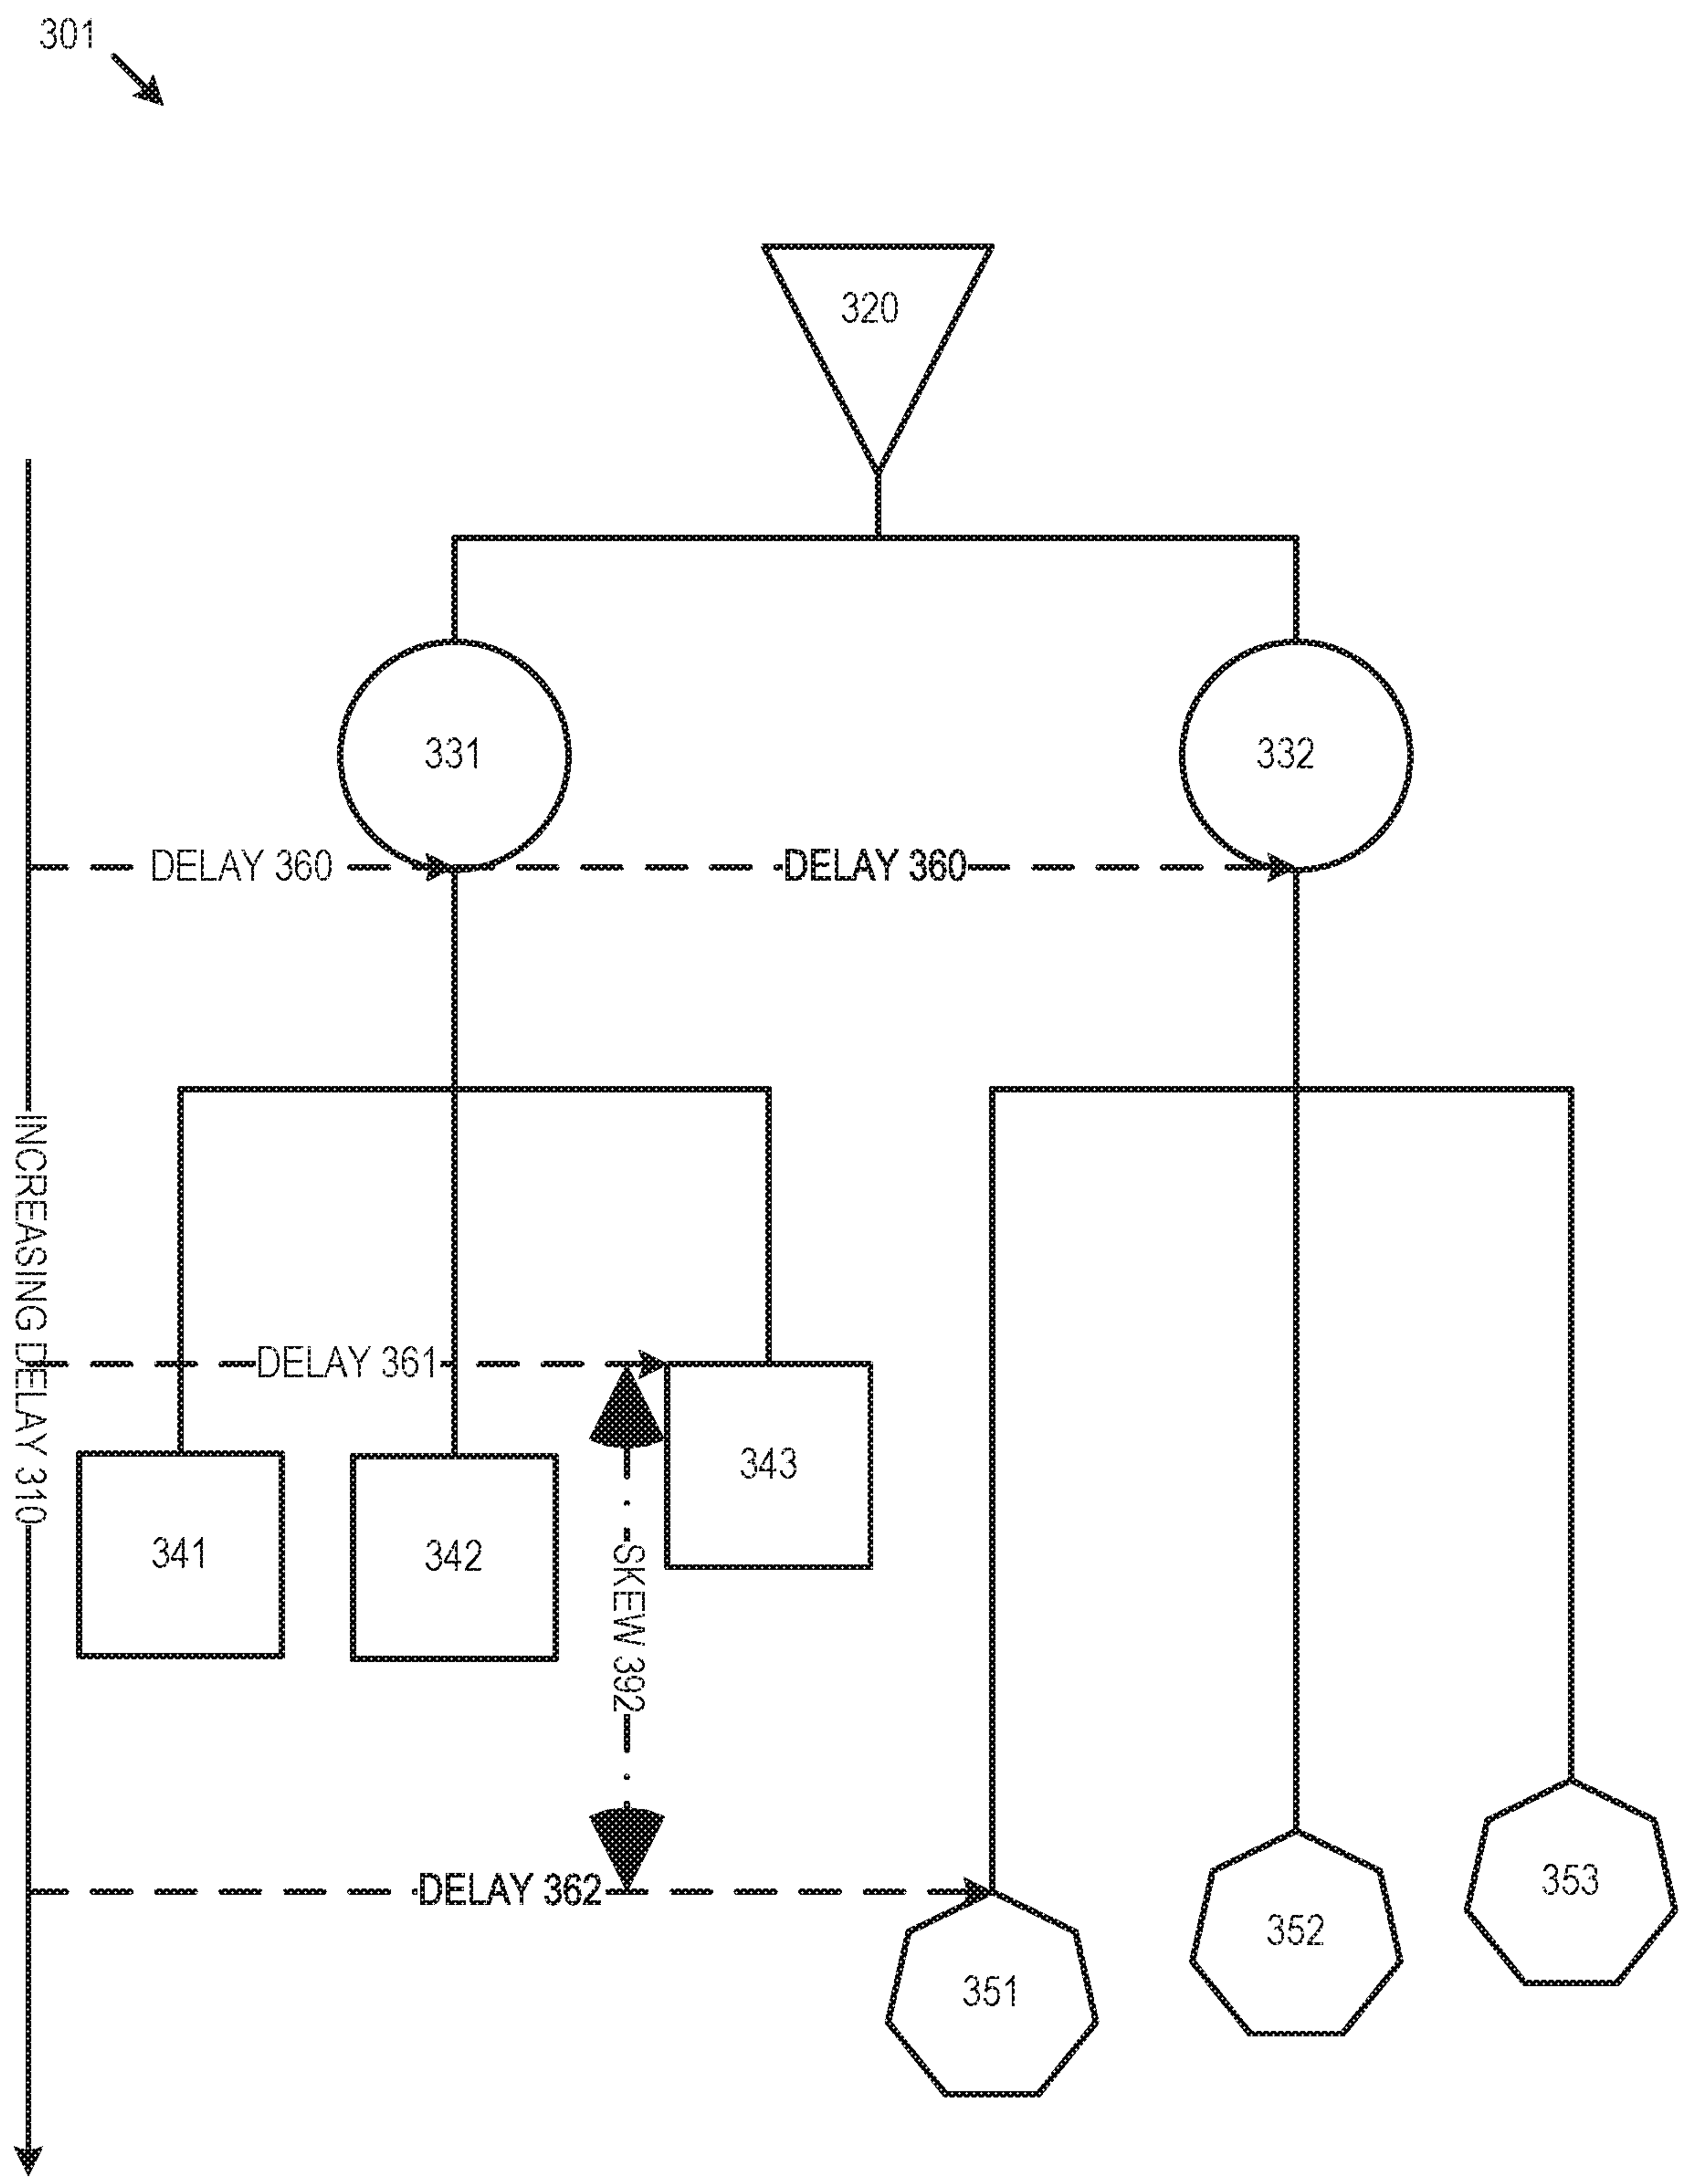 301
320
331
332
DELAY 360
DELAY 360
INCREASING DELAY 310
DELAY 361
343
341
342
SKEW 392
DELAY 362
353
352
351